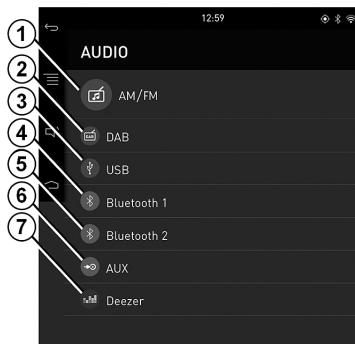 12:59
AUDIO
1
AM/FM
2
DAB
3
USB
4
Bluetooth 1
5
Bluetooth 2
6
AUX
7
Deezer